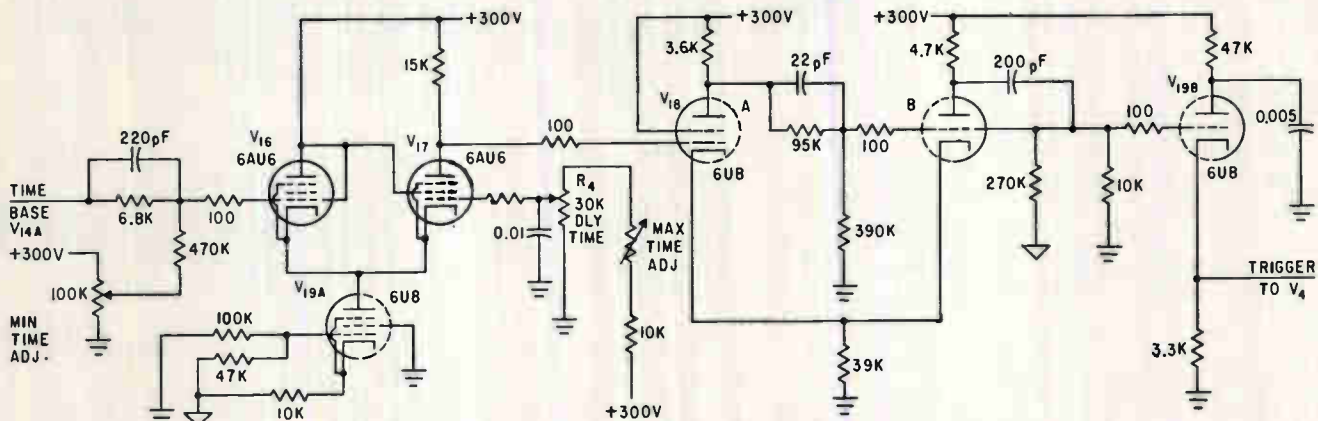 +300V
+300V
+300V
3.6K
4.7K
47K
15K
22pF
200pF
V18
A
B
V19B
220pF
V16
6AU6
V17
6AU6
100
95K
100
100
0.005
6U8
6U8
TIME
BASE
V14A
6.8K
100
R4
30K
DLY
TIME
270K
10K
470K
0.01
MAX
TIME
ADJ
390K
+300V
100K
V19A
6U8
TRIGGER
TO V4
MIN
TIME
ADJ.
100K
47K
10K
10K
39K
3.3K
+300V